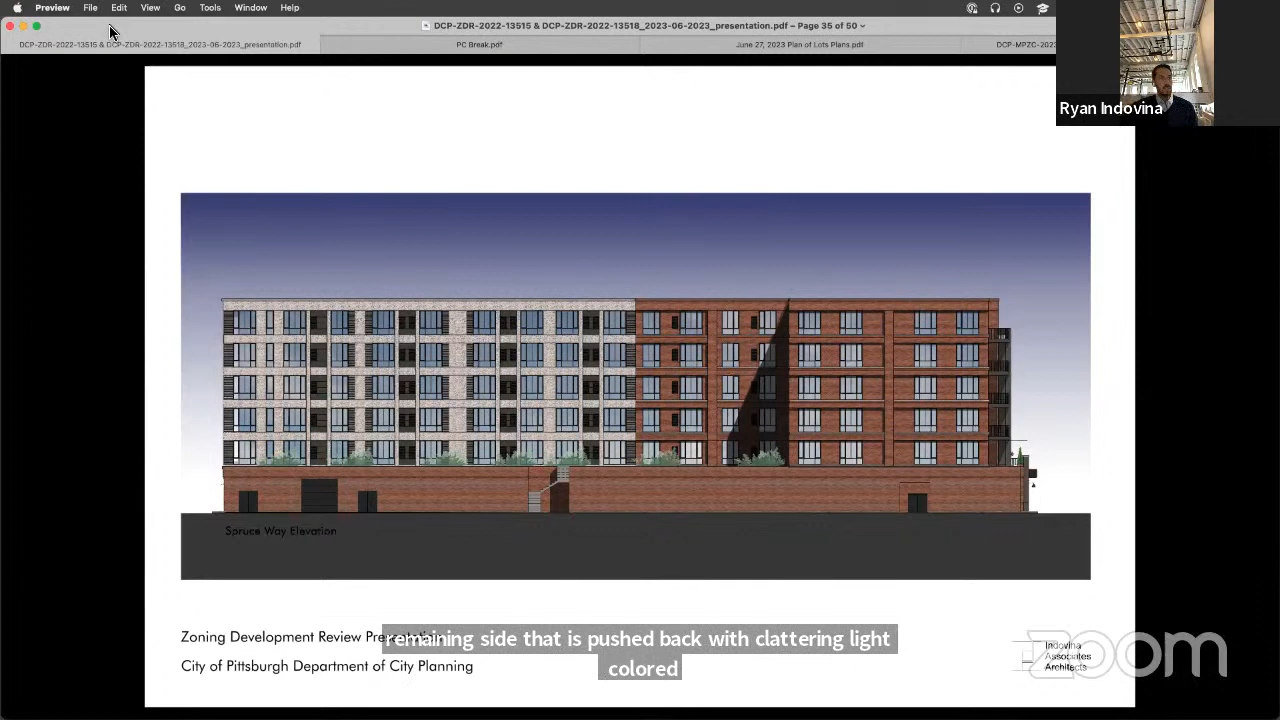 Preview File Edit View Go Tools Window Help
DCP-ZDR-2022-13515 & DCP-ZDR-2022-13518_2023-06-2023_presentation.pdf – Page 35 of 50
DCP-ZDR-2022-13515 & DCP-ZDR-2022-13518_2023-06-2023_presentation.pdf PC Break.pdf June 27, 2023 Plan of Lots Plans.pdf DCP-MPZC-2023
Ryan Indovina
Spruce Way Elevation
Zoning Development Review
remaining side that is pushed back with clattering light
colored
City of Pittsburgh Department of City Planning
Indovina
Associates
Architects
zoom